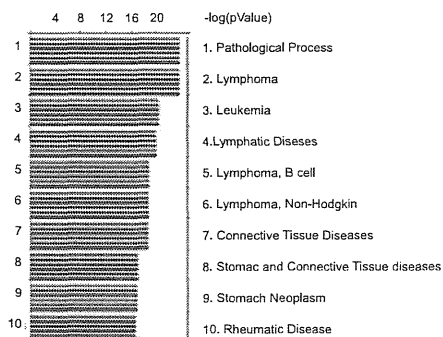 4 8 12 16 20 -log(pValue)
1 1. Pathological Process
2 2. Lymphoma
3 3. Leukemia
4 4.Lymphatic Diseses
5 5. Lymphoma, B cell
6 6. Lymphoma, Non-Hodgkin
7 7. Connective Tissue Diseases
8 8. Stomac and Connective Tissue diseases
9 9. Stomach Neoplasm
10 10. Rheumatic Disease